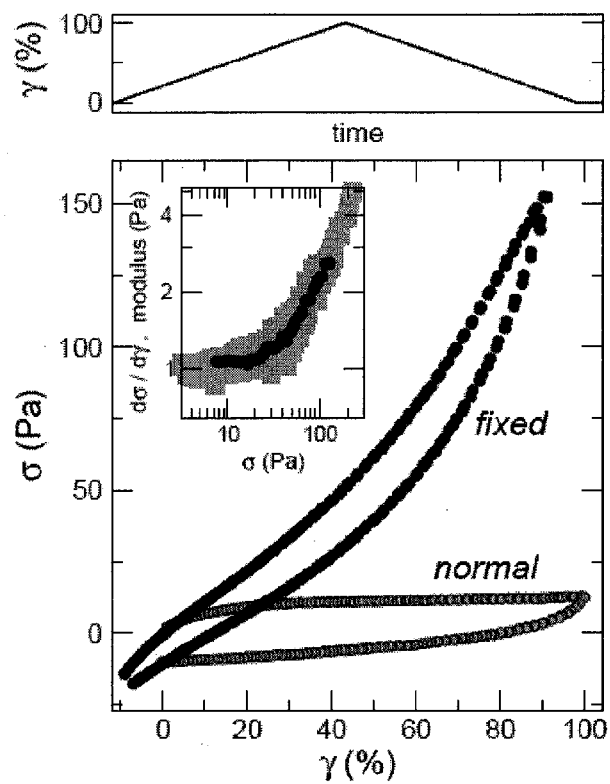 100
0
γ (%)
time
150
100
50
0
σ (Pa)
4
2
1
dσ / dγ, modulus (Pa)
10
100
σ (Pa)
fixed
normal
0
20
40
60
80
100
γ (%)